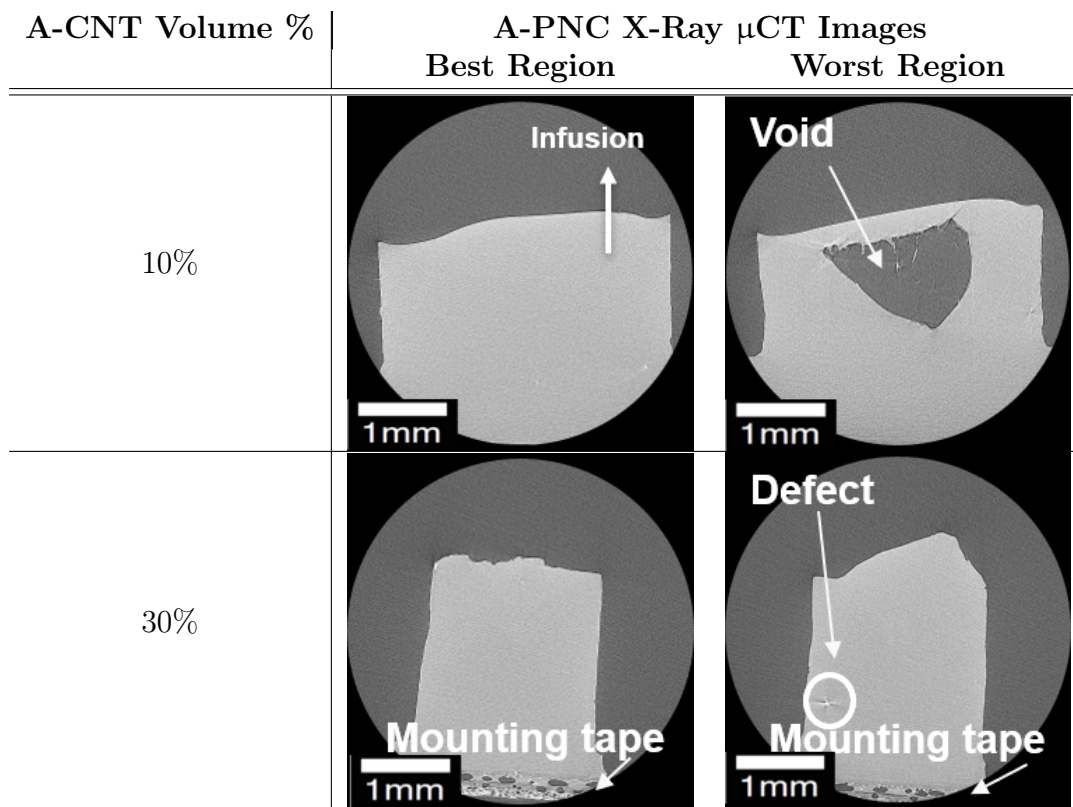 A-CNT Volume %
A-PNC X-Ray μCT Images
Best Region
Worst Region
10%
Infusion
1mm
Void
1mm
30%
Mounting tape
1mm
Defect
Mounting tape
1mm